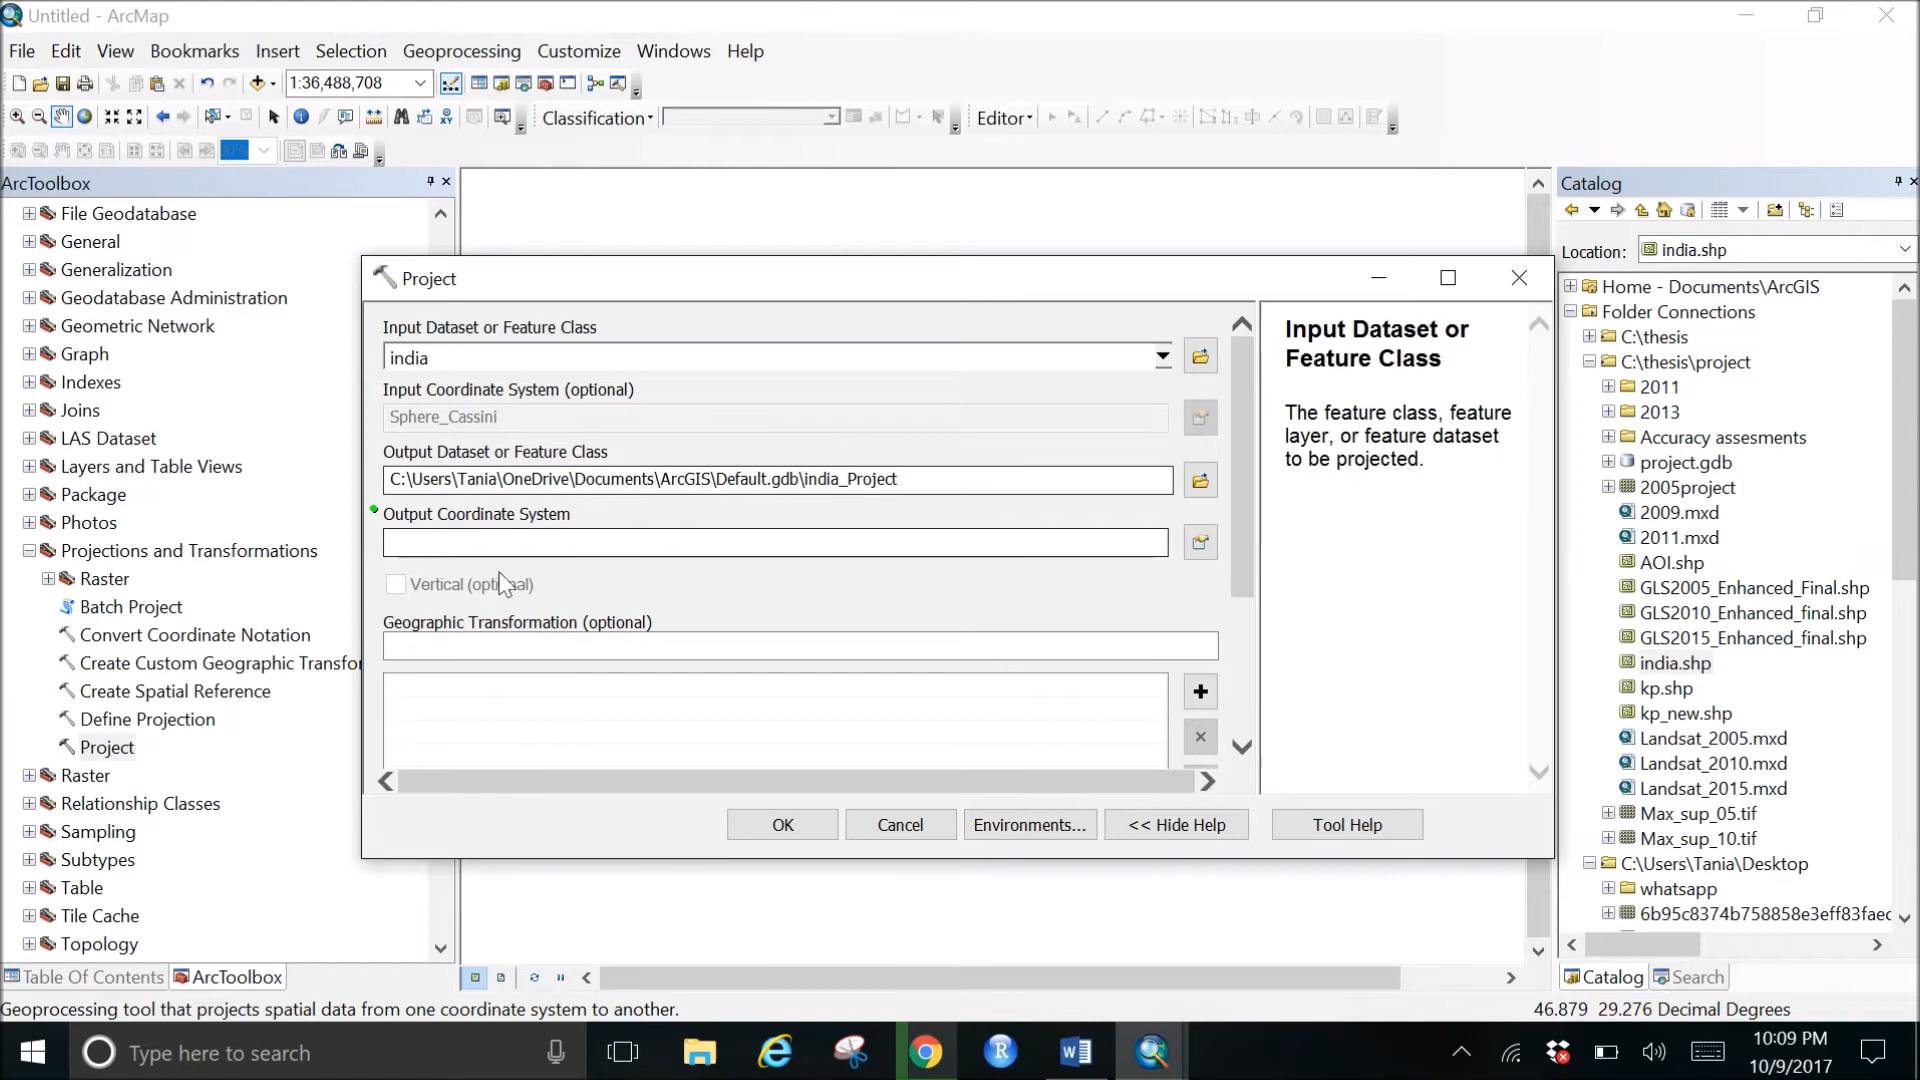 Untitled - ArcMap
File Edit View Bookmarks Insert Selection Geoprocessing Customize Windows Help
1:36,488,708
Classification
Editor
10%
ArcToolbox
File Geodatabase
General
Generalization
Geodatabase Administration
Geometric Network
Graph
Indexes
Joins
LAS Dataset
Layers and Table Views
Package
Photos
Projections and Transformations
Raster
Batch Project
Convert Coordinate Notation
Create Custom Geographic Transfor
Create Spatial Reference
Define Projection
Project
Raster
Relationship Classes
Sampling
Subtypes
Table
Tile Cache
Topology
Table Of Contents
ArcToolbox
Project
Input Dataset or Feature Class
india
Input Coordinate System (optional)
Sphere_Cassini
Output Dataset or Feature Class
C:\Users\Tania\OneDrive\Documents\ArcGIS\Default.gdb\india_Project
Output Coordinate System
Vertical (optional)
Geographic Transformation (optional)
OK
Cancel
Environments...
<< Hide Help
Tool Help
Input Dataset or
Feature Class
The feature class, feature
layer, or feature dataset
to be projected.
Catalog
Location: india.shp
Home - Documents\ArcGIS
Folder Connections
C:\thesis
C:\thesis\project
2011
2013
Accuracy assesments
project.gdb
2005project
2009.mxd
2011.mxd
AOI.shp
GLS2005_Enhanced_Final.shp
GLS2010_Enhanced_final.shp
GLS2015_Enhanced_final.shp
india.shp
kp.shp
kp_new.shp
Landsat_2005.mxd
Landsat_2010.mxd
Landsat_2015.mxd
Max_sup_05.tif
Max_sup_10.tif
C:\Users\Tania\Desktop
whatsapp
6b95c8374b758858e3eff83faec
Catalog
Search
Geoprocessing tool that projects spatial data from one coordinate system to another.
46.879 29.276 Decimal Degrees
Type here to search
10:09 PM
10/9/2017